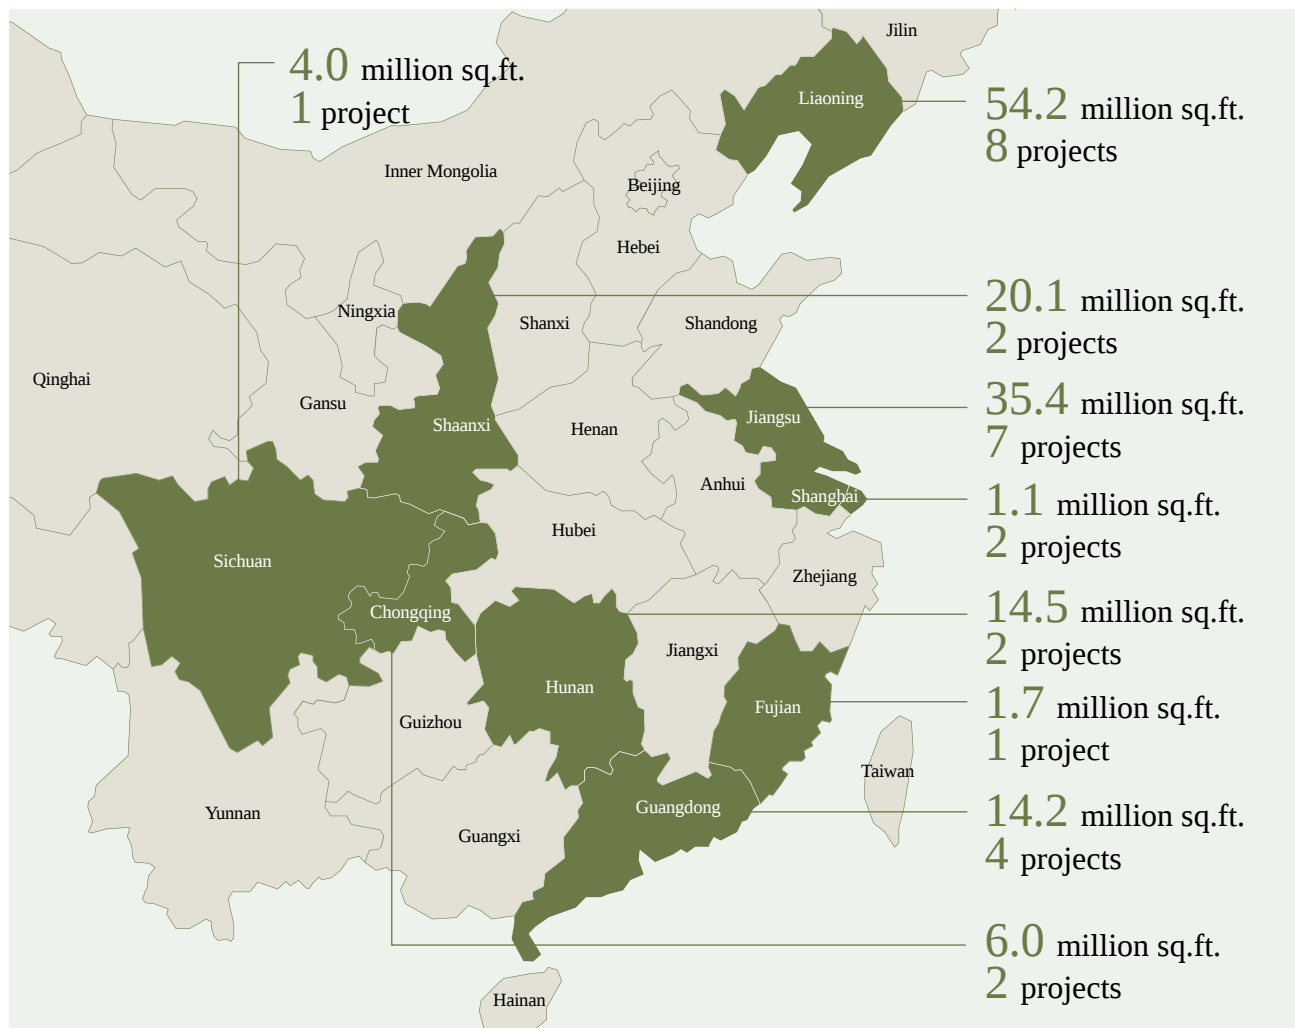 Jilin
4.0 million sq.ft.
1 project
Liaoning
54.2 million sq.ft.
8 projects
Inner Mongolia
Beijing
Hebei
20.1 million sq.ft.
2 projects
Ningxia
Shanxi
Shandong
Qinghai
Gansu
Shaanxi
Henan
Jiangsu
35.4 million sq.ft.
7 projects
Anhui
Shanghai
1.1 million sq.ft.
2 projects
Hubei
Sichuan
Zhejiang
Chongqing
14.5 million sq.ft.
2 projects
Jiangxi
Hunan
Fujian
1.7 million sq.ft.
1 project
Guizhou
Taiwan
Yunnan
Guangxi
Guangdong
14.2 million sq.ft.
4 projects
6.0 million sq.ft.
2 projects
Hainan